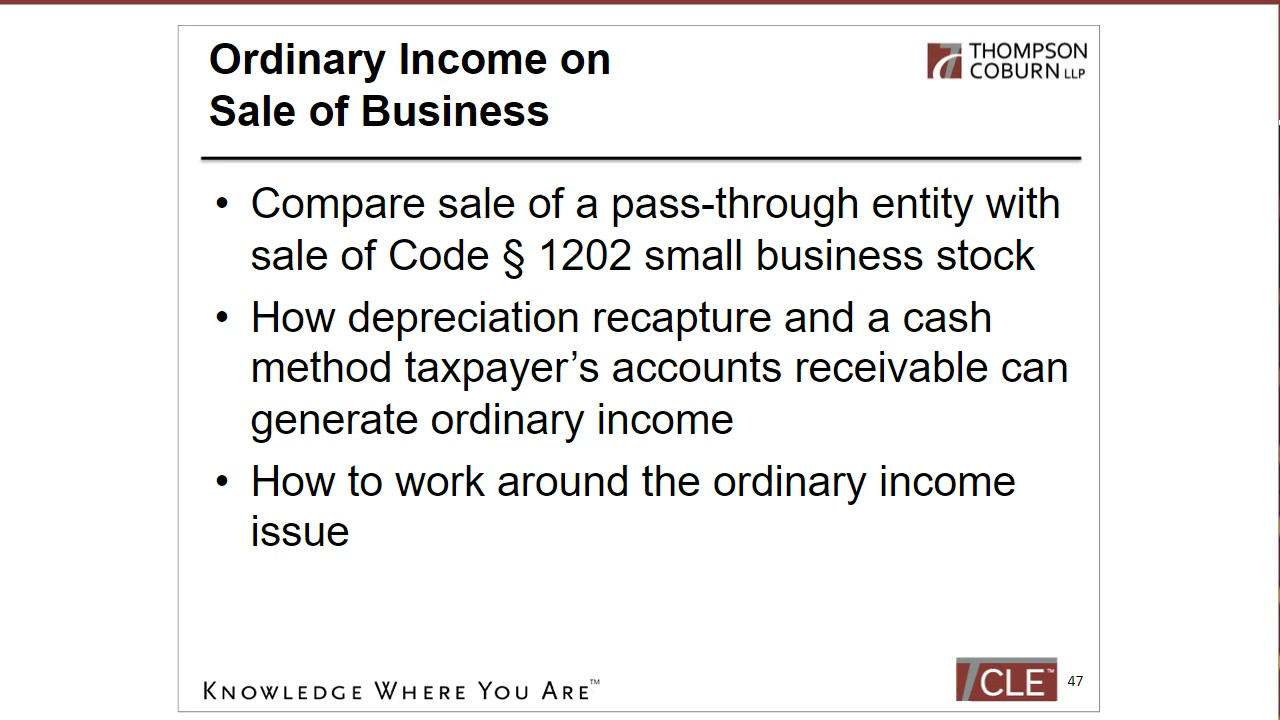 Ordinary Income on
Sale of Business
THOMPSON
COBURN LLP
• Compare sale of a pass-through entity with
sale of Code § 1202 small business stock
• How depreciation recapture and a cash
method taxpayer’s accounts receivable can
generate ordinary income
• How to work around the ordinary income
issue
KNOWLEDGE WHERE YOU ARE™
CLE™
47